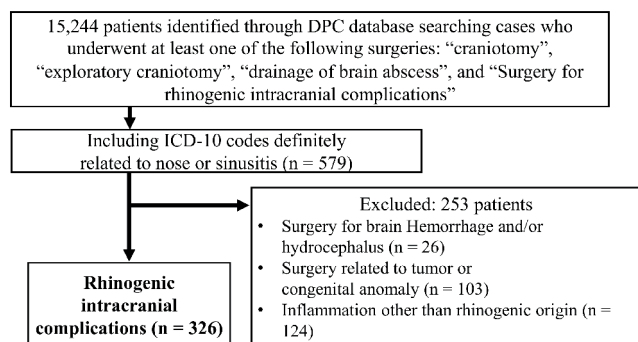 15,244 patients identified through DPC database searching cases who
underwent at least one of the following surgeries: “craniotomy”,
“exploratory craniotomy”, “drainage of brain abscess”, and “Surgery for
rhinogenic intracranial complications”
Including ICD-10 codes definitely
related to nose or sinusitis (n = 579)
Excluded: 253 patients
• Surgery for brain Hemorrhage and/or
hydrocephalus (n = 26)
• Surgery related to tumor or
congenital anomaly (n = 103)
• Inflammation other than rhinogenic origin (n =
124)
Rhinogenic
intracranial
complications (n = 326)